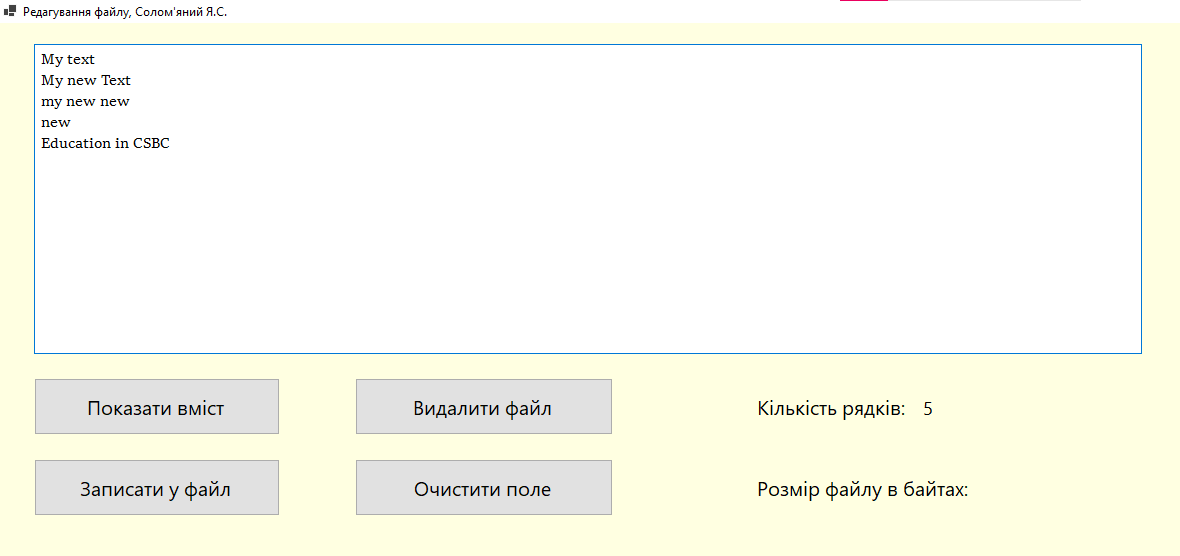 Редагування файлу, Солом'яний Я.С.
My text
My new Text
my new new
new
Education in CSBC
Показати вміст
Видалити файл
Кількість рядків: 5
Записати у файл
Очистити поле
Розмір файлу в байтах: